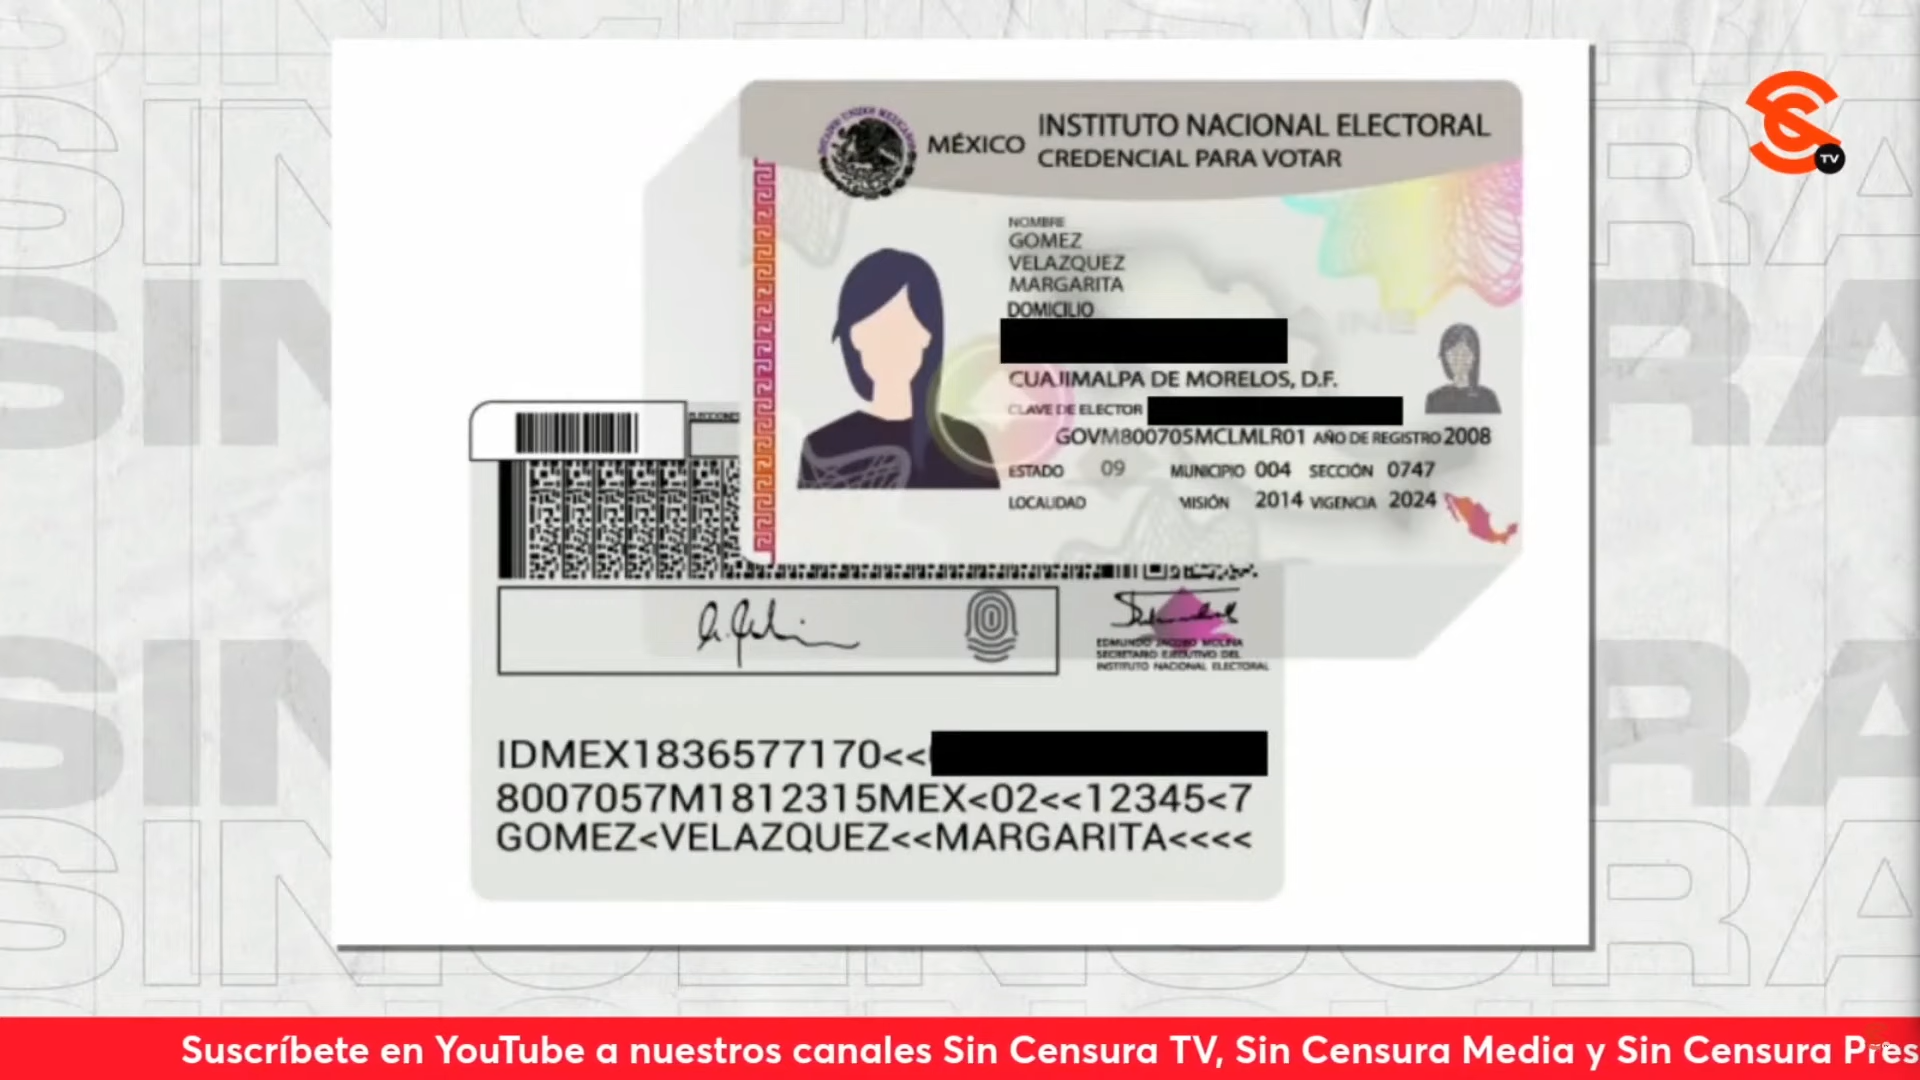 TV
MÉXICO
INSTITUTO NACIONAL ELECTORAL
CREDENCIAL PARA VOTAR
NOMBRE
GOMEZ
VELAZQUEZ
MARGARITA
DOMICILIO
CUAJIMALPA DE MORELOS, D.F.
CLAVE DE ELECTOR
GOVM800705MCLMLR01 AÑO DE REGISTRO 2008
ESTADO 09 MUNICIPIO 004 SECCIÓN 0747
LOCALIDAD MISIÓN 2014 VIGENCIA 2024
EDMUNDO JACOBO MOLINA
SECRETARIO EJECUTIVO DEL
INSTITUTO NACIONAL ELECTORAL
IDMEX1836577170<<
8007057M1812315MEX<02<<12345<7
GOMEZ<VELAZQUEZ<<MARGARITA<<<<
Suscríbete en YouTube a nuestros canales Sin Censura TV, Sin Censura Media y Sin Censura Pres